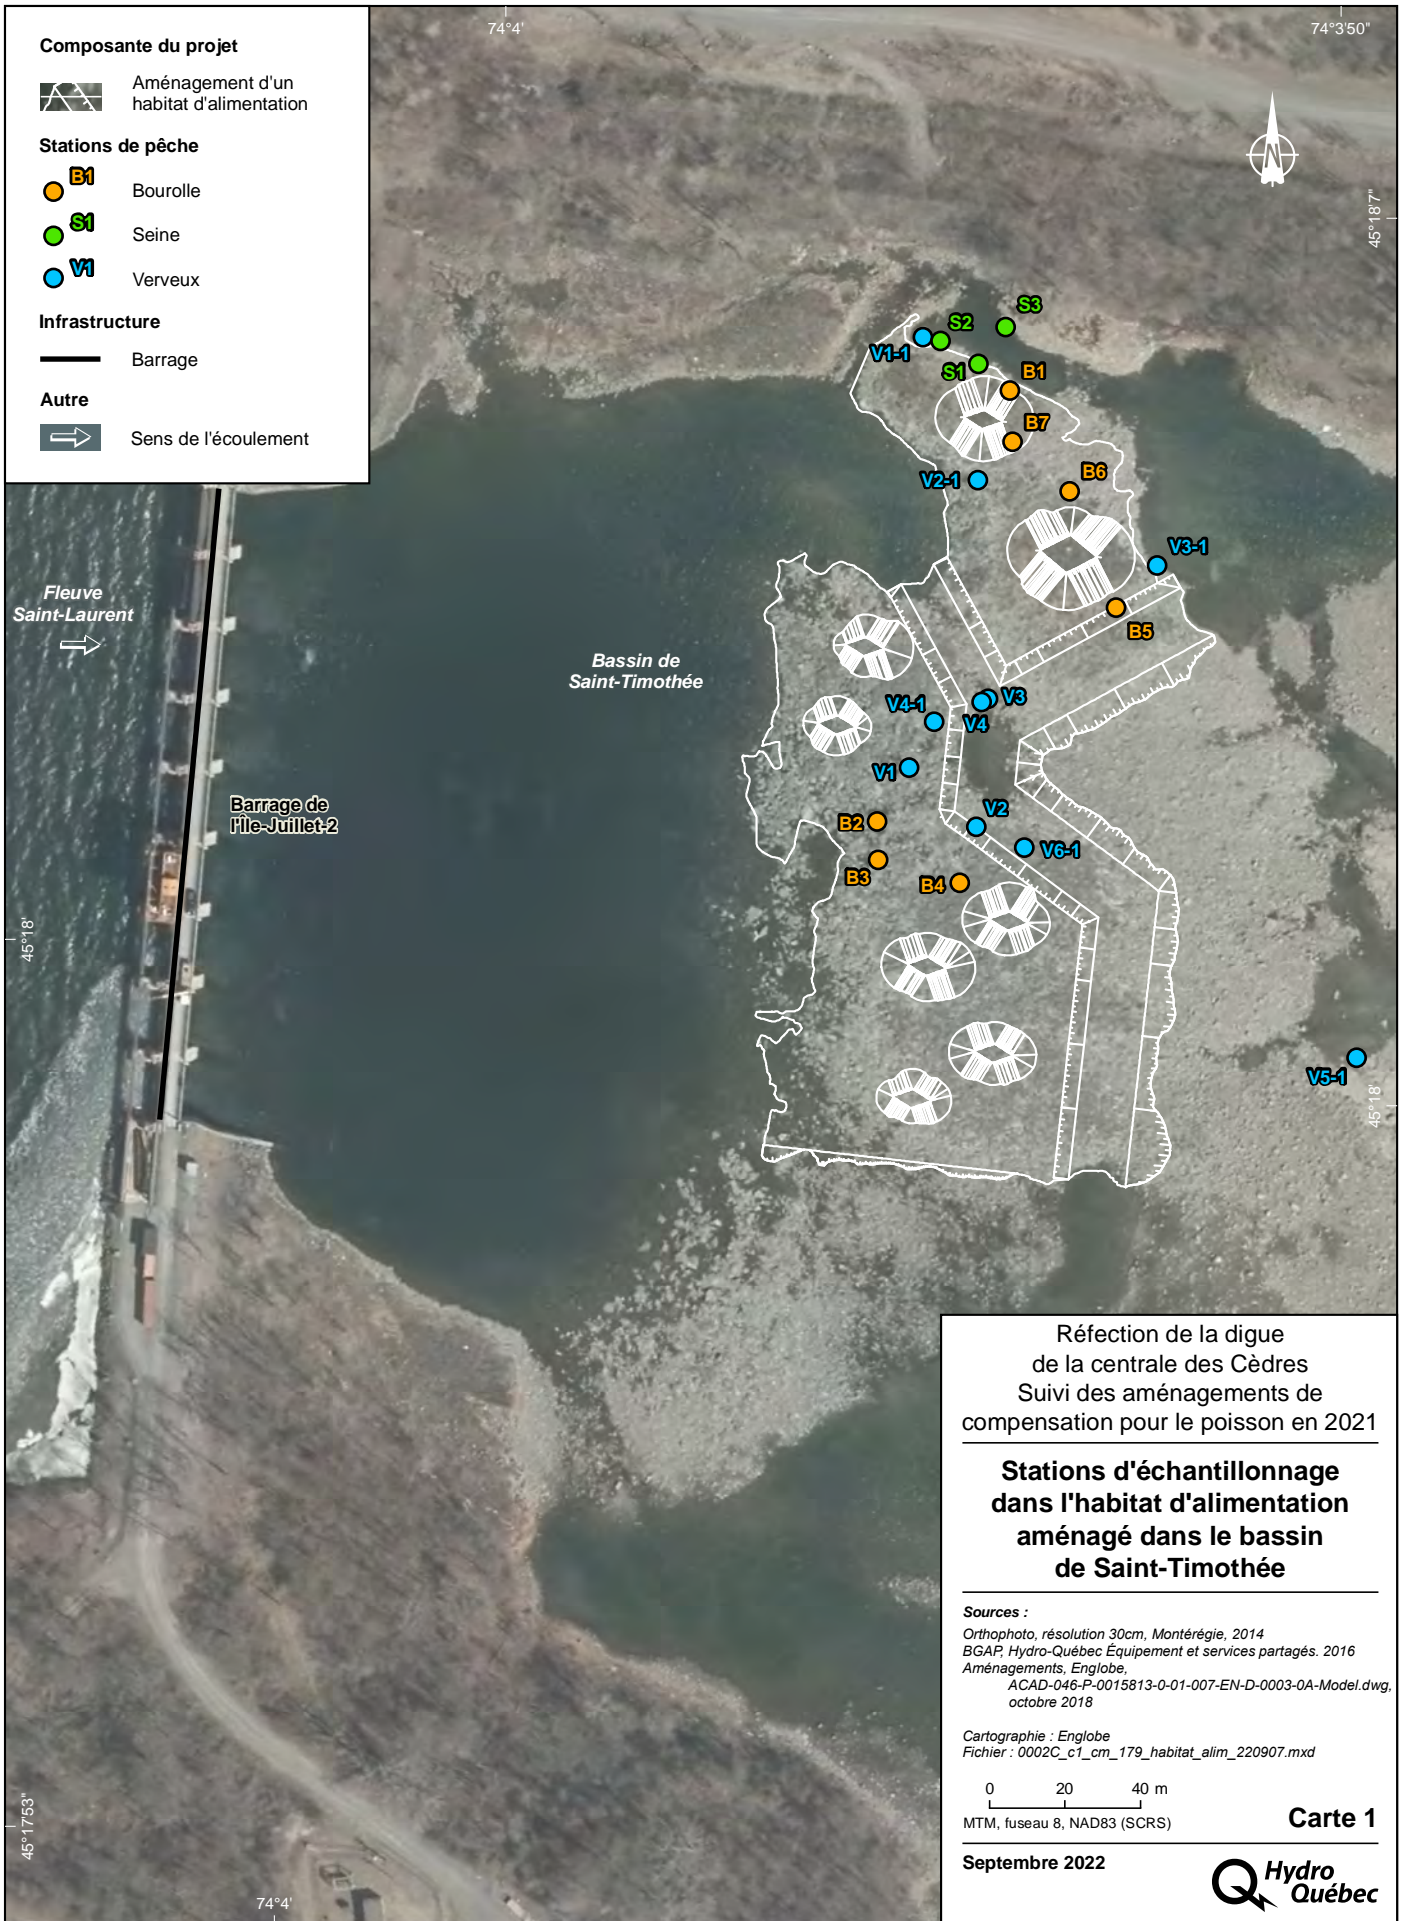 Composante du projet
Aménagement d'un
habitat d'alimentation
Stations de pêche
B1
Bourolle
S1
Seine
V1
Verveux
Infrastructure
Barrage
Autre
Sens de l'écoulement
74°4'
74°3'50"
N
45°18'7"
S3
S2
V1-1
S1
B1
B7
V2-1
B6
V3-1
B5
Fleuve
Saint-Laurent
Bassin de
Saint-Timothée
V3
V4-1
V4
V1
Barrage de
l'Île-Juillet-2
B2
V2
V6-1
B3
B4
45°18'
V5-1
45°18'
Réfection de la digue
de la centrale des Cèdres
Suivi des aménagements de
compensation pour le poisson en 2021
Stations d'échantillonnage
dans l'habitat d'alimentation
aménagé dans le bassin
de Saint-Timothée
Sources :
Orthophoto, résolution 30cm, Montérégie, 2014
BGAP, Hydro-Québec Équipement et services partagés. 2016
Aménagements, Englobe,
ACAD-046-P-0015813-0-01-007-EN-D-0003-0A-Model.dwg,
octobre 2018
Cartographie : Englobe
Fichier : 0002C_c1_cm_179_habitat_alim_220907.mxd
0 20 40 m
MTM, fuseau 8, NAD83 (SCRS)
Carte 1
Septembre 2022
Hydro
Québec
45°17'53"
74°4'